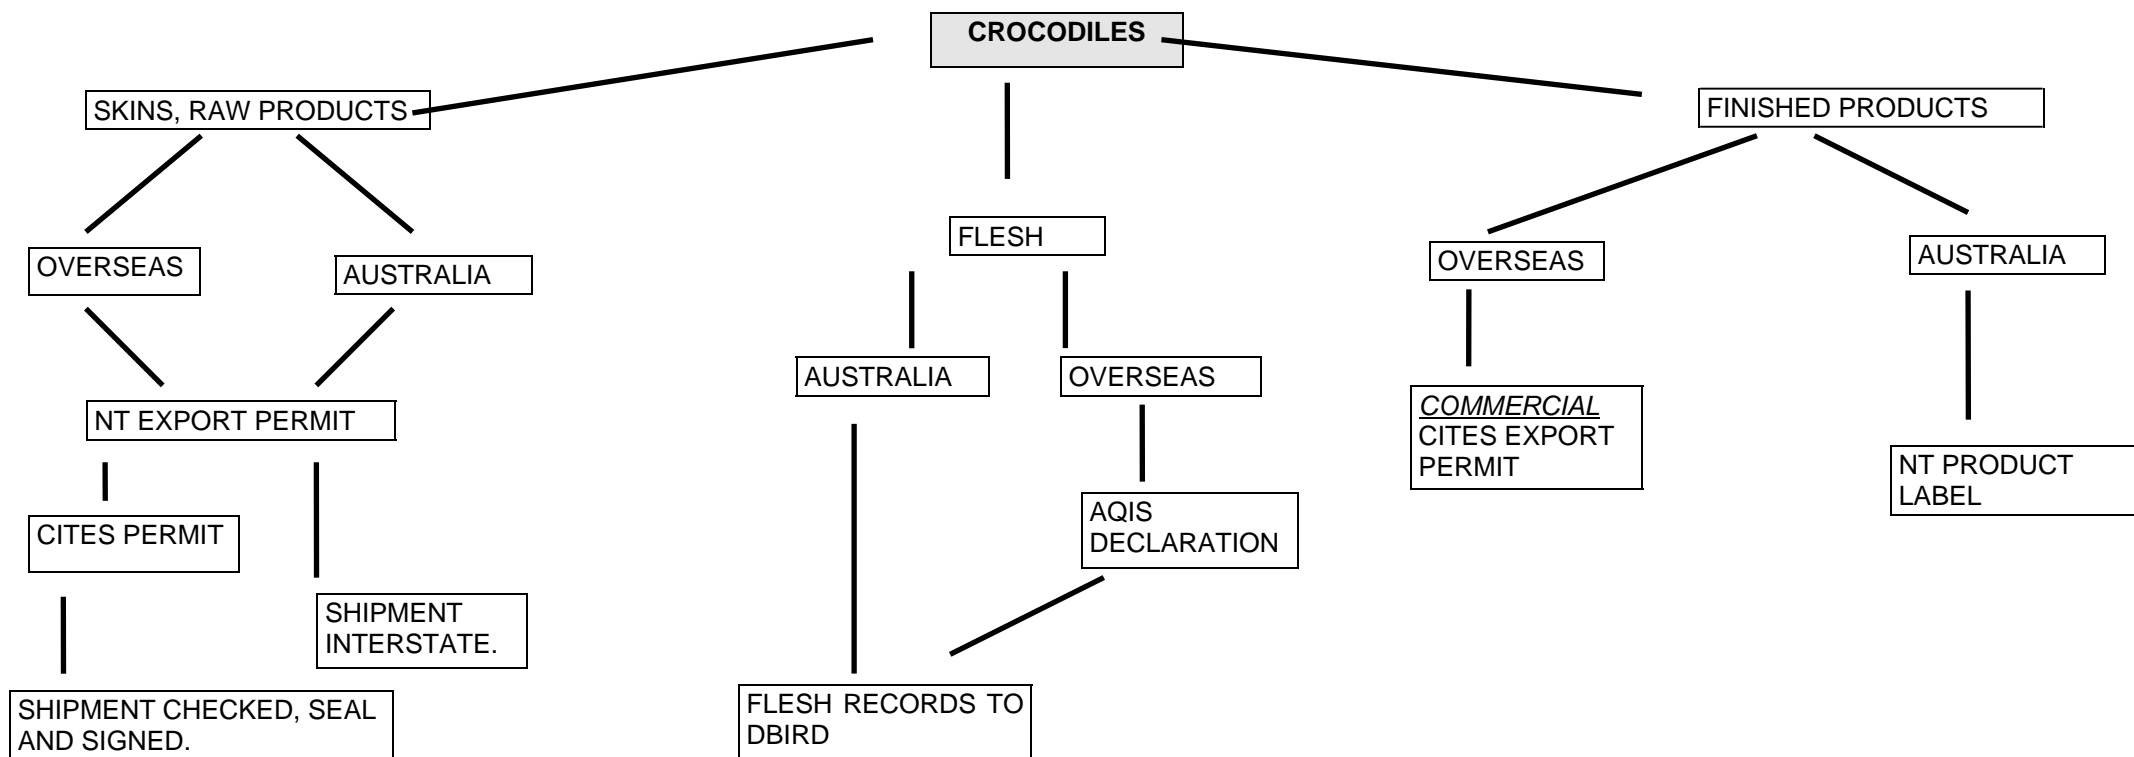 CROCODILES
SKINS, RAW PRODUCTS
FINISHED PRODUCTS
FLESH
OVERSEAS
AUSTRALIA
OVERSEAS
AUSTRALIA
AUSTRALIA
OVERSEAS
NT EXPORT PERMIT
COMMERCIAL
CITES EXPORT
PERMIT
NT PRODUCT
LABEL
CITES PERMIT
AQIS
DECLARATION
SHIPMENT
INTERSTATE.
SHIPMENT CHECKED, SEAL
AND SIGNED.
FLESH RECORDS TO
DBIRD